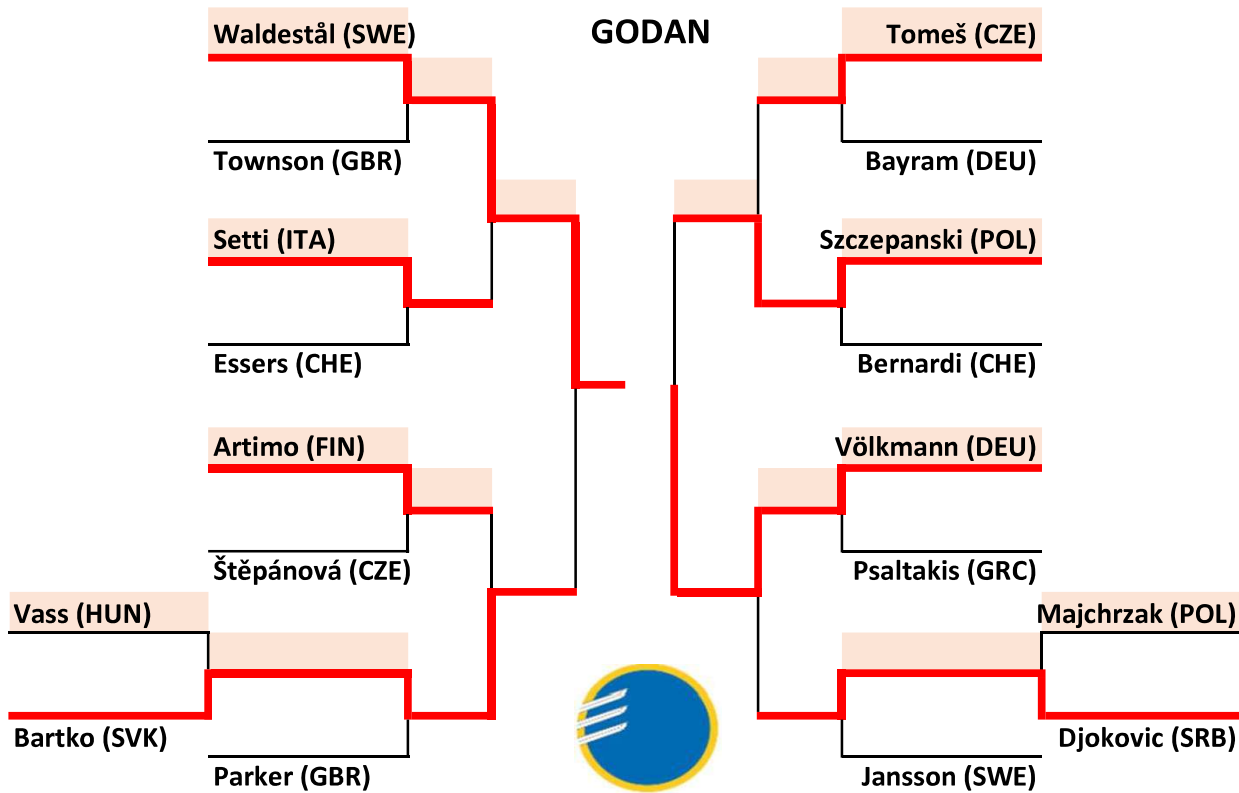 GODAN
Waldestål (SWE)
Townson (GBR)
Setti (ITA)
Essers (CHE)
Artimo (FIN)
Štěpánová (CZE)
Vass (HUN)
Bartko (SVK)
Parker (GBR)
Tomeš (CZE)
Bayram (DEU)
Szczepanski (POL)
Bernardi (CHE)
Völkmann (DEU)
Psaltakis (GRC)
Majchrzak (POL)
Djokovic (SRB)
Jansson (SWE)